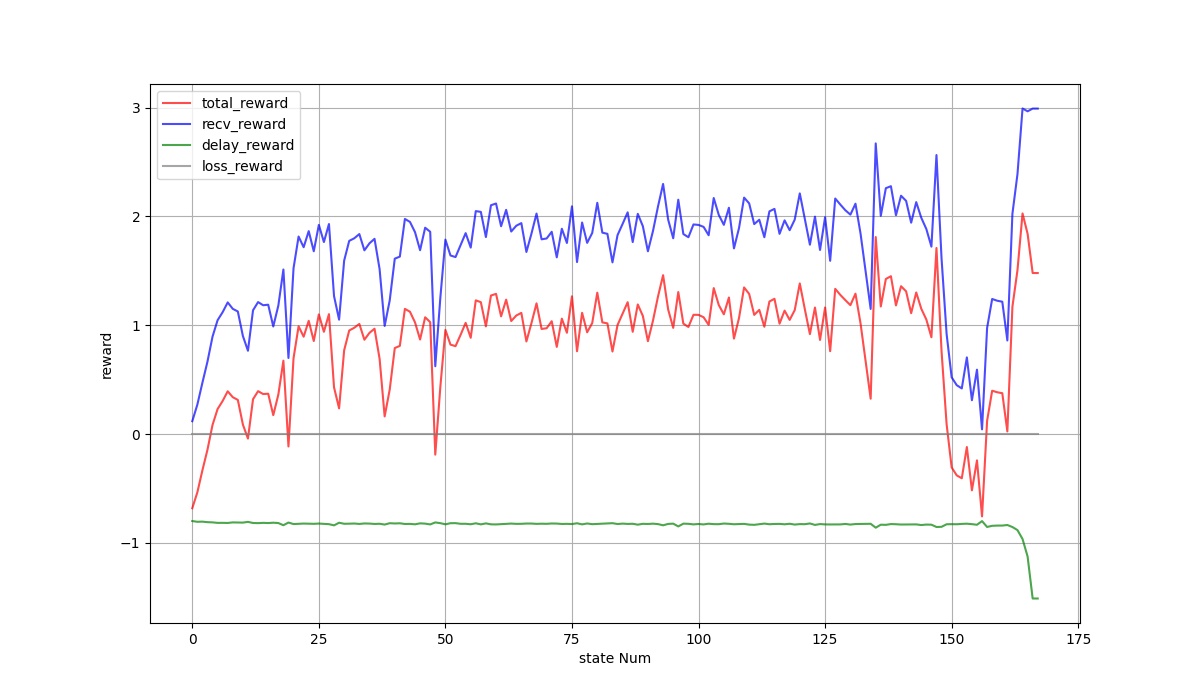 total_reward
recv_reward
delay_reward
loss_reward
3
2
1
0
−1
reward
0 25 50 75 100 125 150 175
state Num